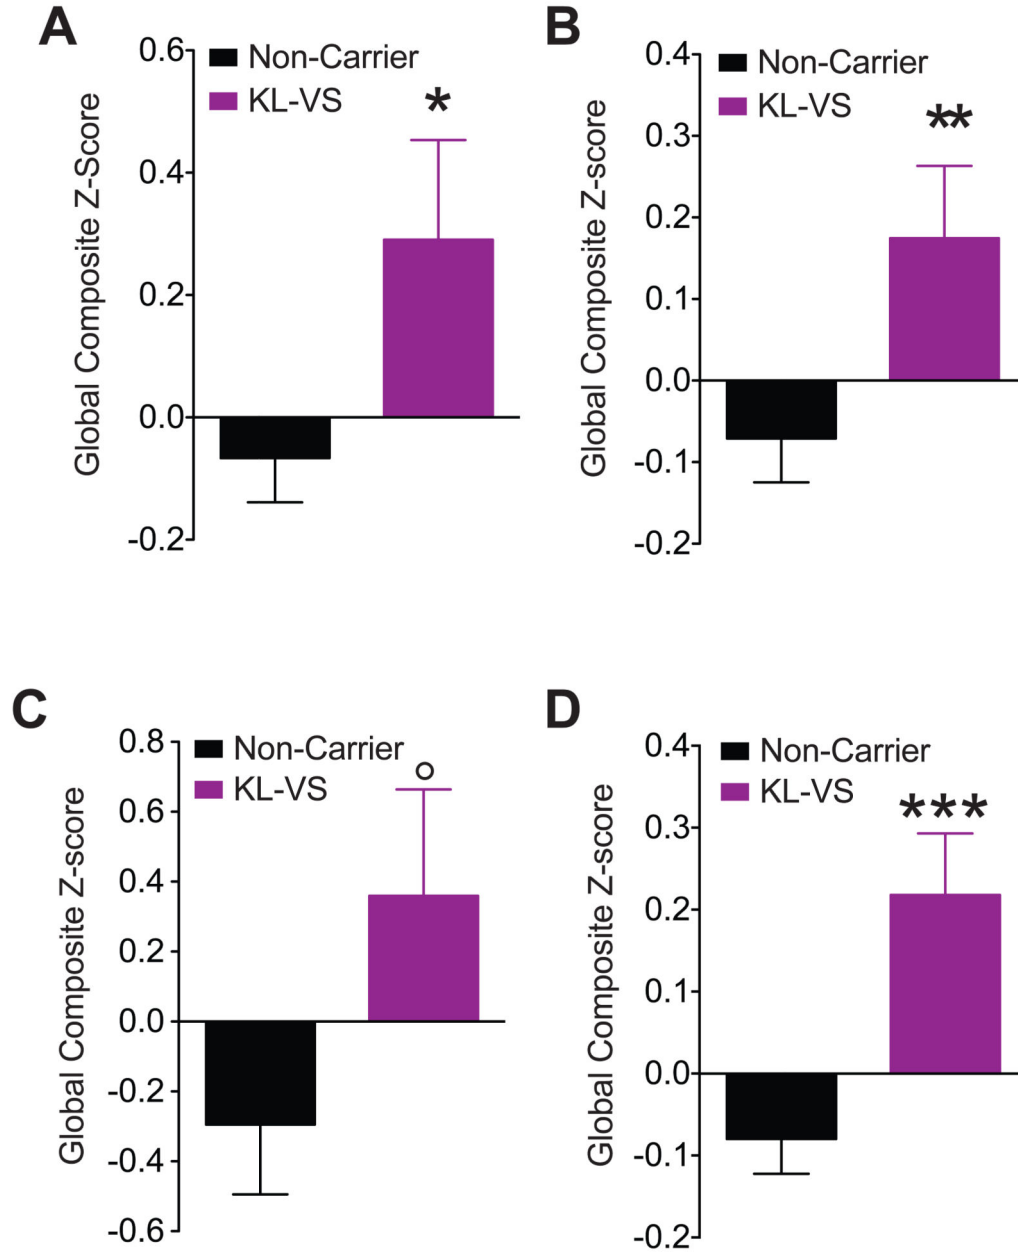 A
Global Composite Z-Score
0.6
0.4
0.2
0.0
-0.2
Non-Carrier
KL-VS
*
B
Global Composite Z-score
0.4
0.3
0.2
0.1
0.0
-0.1
-0.2
Non-Carrier
KL-VS
**
C
Global Composite Z-score
0.8
0.6
0.4
0.2
0.0
-0.2
-0.4
-0.6
Non-Carrier
KL-VS
°
D
Global Composite Z-score
0.4
0.3
0.2
0.1
0.0
-0.1
-0.2
Non-Carrier
KL-VS
***